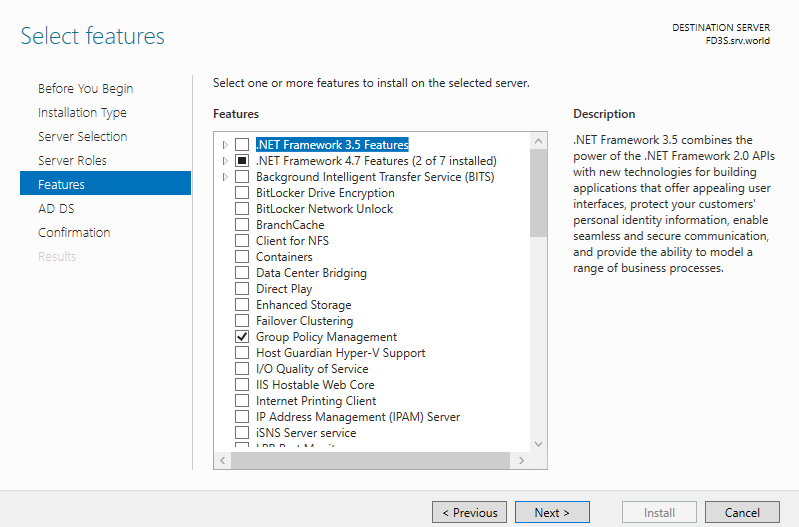 Select features
DESTINATION SERVER
FD3S.srv.world
Before You Begin
Installation Type
Server Selection
Server Roles
Features
AD DS
Confirmation
Results
Select one or more features to install on the selected server.
Features
.NET Framework 3.5 Features
.NET Framework 4.7 Features (2 of 7 installed)
Background Intelligent Transfer Service (BITS)
BitLocker Drive Encryption
BitLocker Network Unlock
BranchCache
Client for NFS
Containers
Data Center Bridging
Direct Play
Enhanced Storage
Failover Clustering
Group Policy Management
Host Guardian Hyper-V Support
I/O Quality of Service
IIS Hostable Web Core
Internet Printing Client
IP Address Management (IPAM) Server
iSNS Server service
Description
.NET Framework 3.5 combines the
power of the .NET Framework 2.0 APIs
with new technologies for building
applications that offer appealing user
interfaces, protect your customers'
personal identity information, enable
seamless and secure communication,
and provide the ability to model a
range of business processes.
< Previous
Next >
Install
Cancel